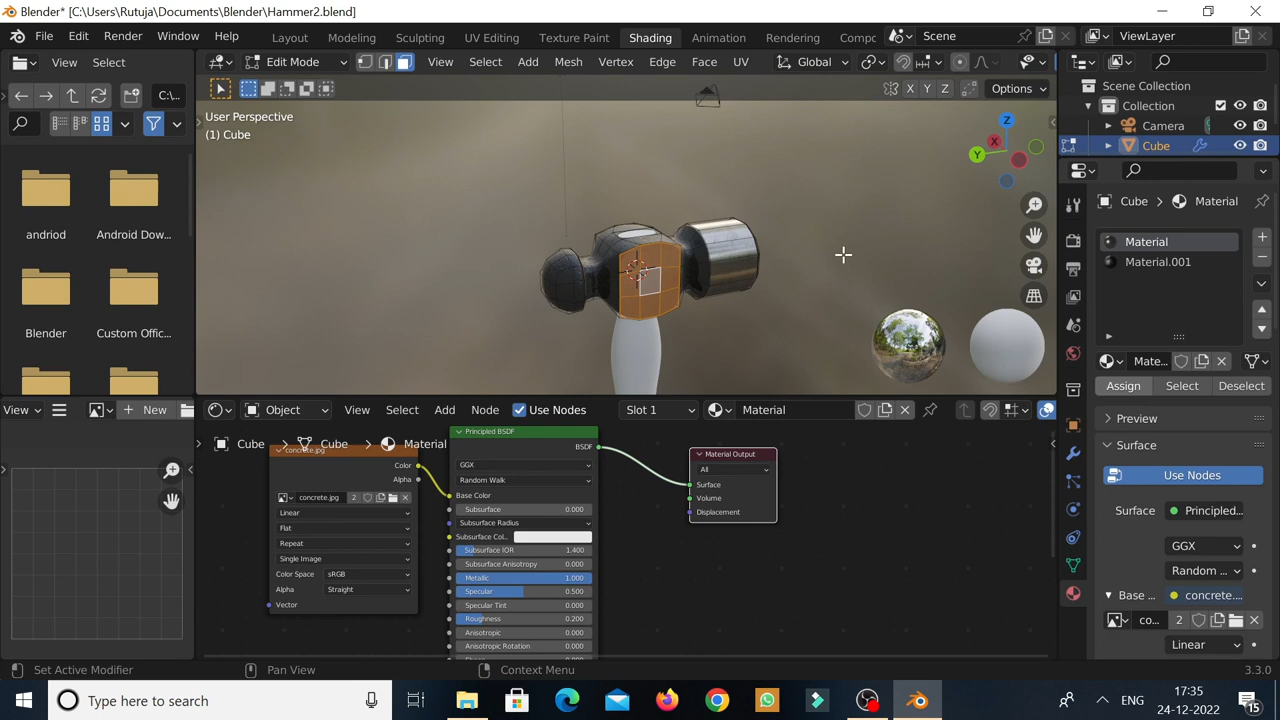 Blender* [C:\Users\Rutuja\Documents\Blender\Hammer2.blend]
File Edit Render Window Help Layout Modeling Sculpting UV Editing Texture Paint Shading Animation Rendering Compc Scene ViewLayer
View Select Edit Mode View Select Add Mesh Vertex Edge Face UV Global
C:\... X Y Z Options
User Perspective
(1) Cube
Z
X
Y
andriod Android Dow...
Blender Custom Offic...
Scene Collection
Collection
Camera
Cube
Cube Material
Material
Material.001
Mate...
Assign Select Deselect
Preview
Surface
Use Nodes
Surface Principled...
GGX
Random ...
Base ... concrete....
co... 2
Linear
View New Object View Select Add Node Use Nodes Slot 1 Material
Cube Cube Material
concrete.jpg
Color
Alpha
concrete.jpg 2
Linear
Flat
Repeat
Single Image
Color Space sRGB
Alpha Straight
Vector
Principled BSDF
BSDF
GGX
Random Walk
Base Color
Subsurface 0.000
Subsurface Radius
Subsurface Col...
Subsurface IOR 1.400
Subsurface Anisotropy 0.000
Metallic 1.000
Specular 0.500
Specular Tint 0.000
Roughness 0.200
Anisotropic 0.000
Anisotropic Rotation 0.000
Material Output
All
Surface
Volume
Displacement
Set Active Modifier Pan View Context Menu 3.3.0
Type here to search
ENG
17:35
24-12-2022
15